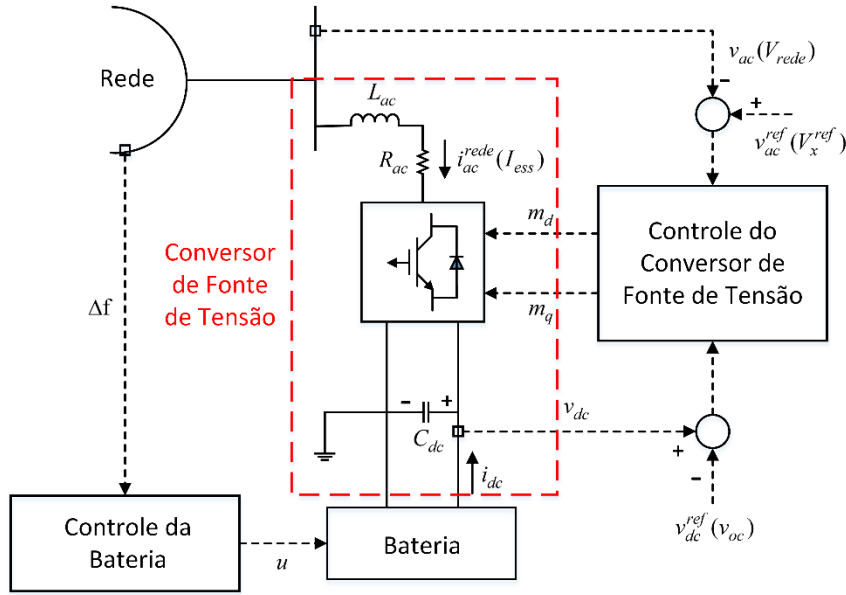 Rede
L_ac
v_ac(V_rede)
-
+
v_ac^ref(V_x^ref)
R_ac
i_ac^rede(I_ess)
Conversor
de Fonte
de Tensão
m_d
m_q
Controle do
Conversor de
Fonte de Tensão
Δf
-
+
C_dc
v_dc
+
-
i_dc
v_dc^ref(v_oc)
Controle da
Bateria
u
Bateria